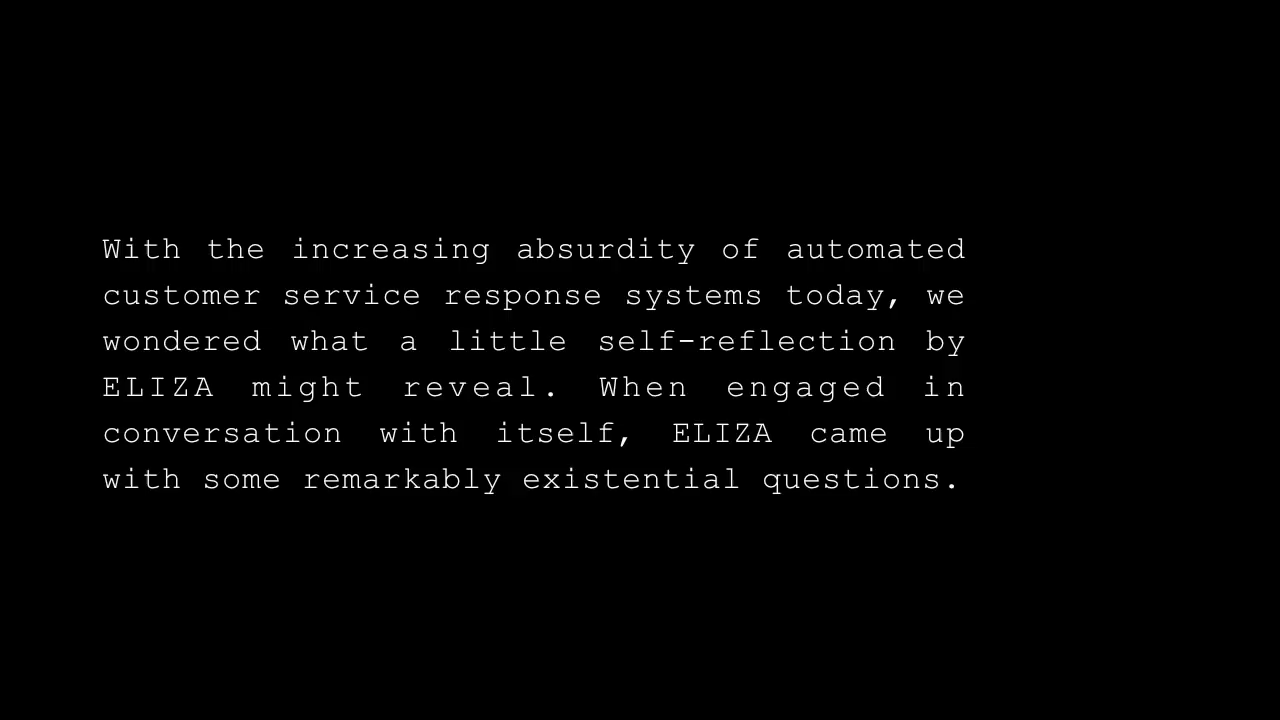 With the increasing absurdity of automated
customer service response systems today, we
wondered what a little self-reflection by
ELIZA might reveal. When engaged in
conversation with itself, ELIZA came up
with some remarkably existential questions.